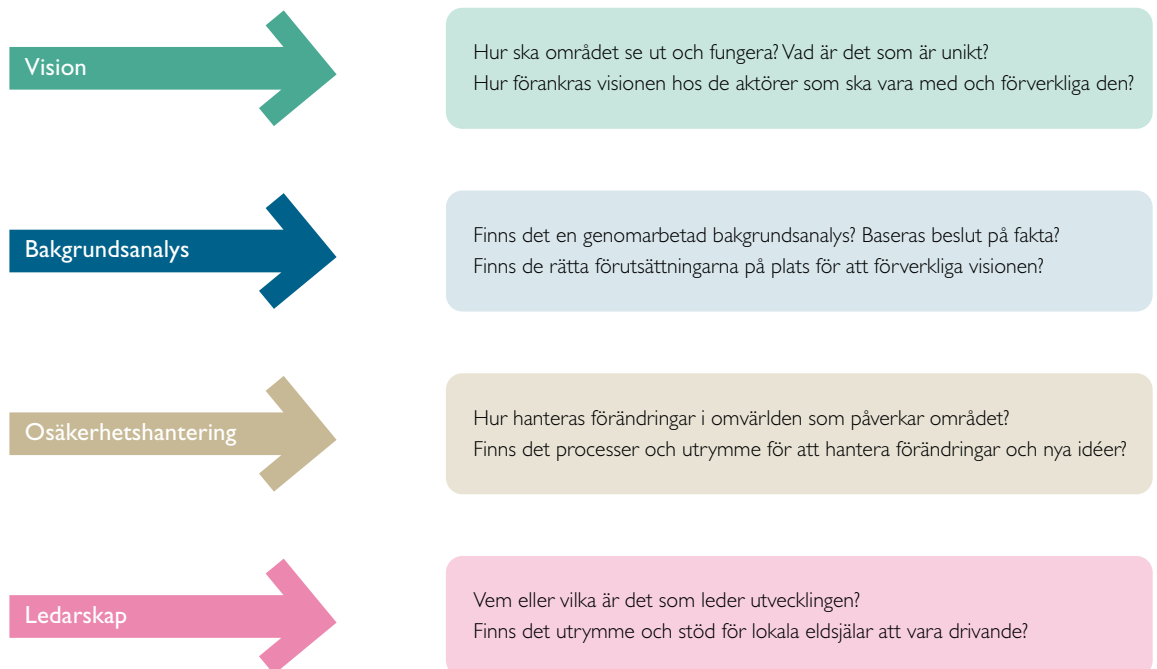 Vision
Hur ska området se ut och fungera? Vad är det som är unikt?
Hur förankras visionen hos de aktörer som ska vara med och förverkliga den?
Bakgrundsanalys
Finns det en genomarbetad bakgrundsanalys? Baseras beslut på fakta?
Finns de rätta förutsättningarna på plats för att förverkliga visionen?
Osäkerhetshantering
Hur hanteras förändringar i omvärlden som påverkar området?
Finns det processer och utrymme för att hantera förändringar och nya idéer?
Ledarskap
Vem eller vilka är det som leder utvecklingen?
Finns det utrymme och stöd för lokala eldsjälar att vara drivande?